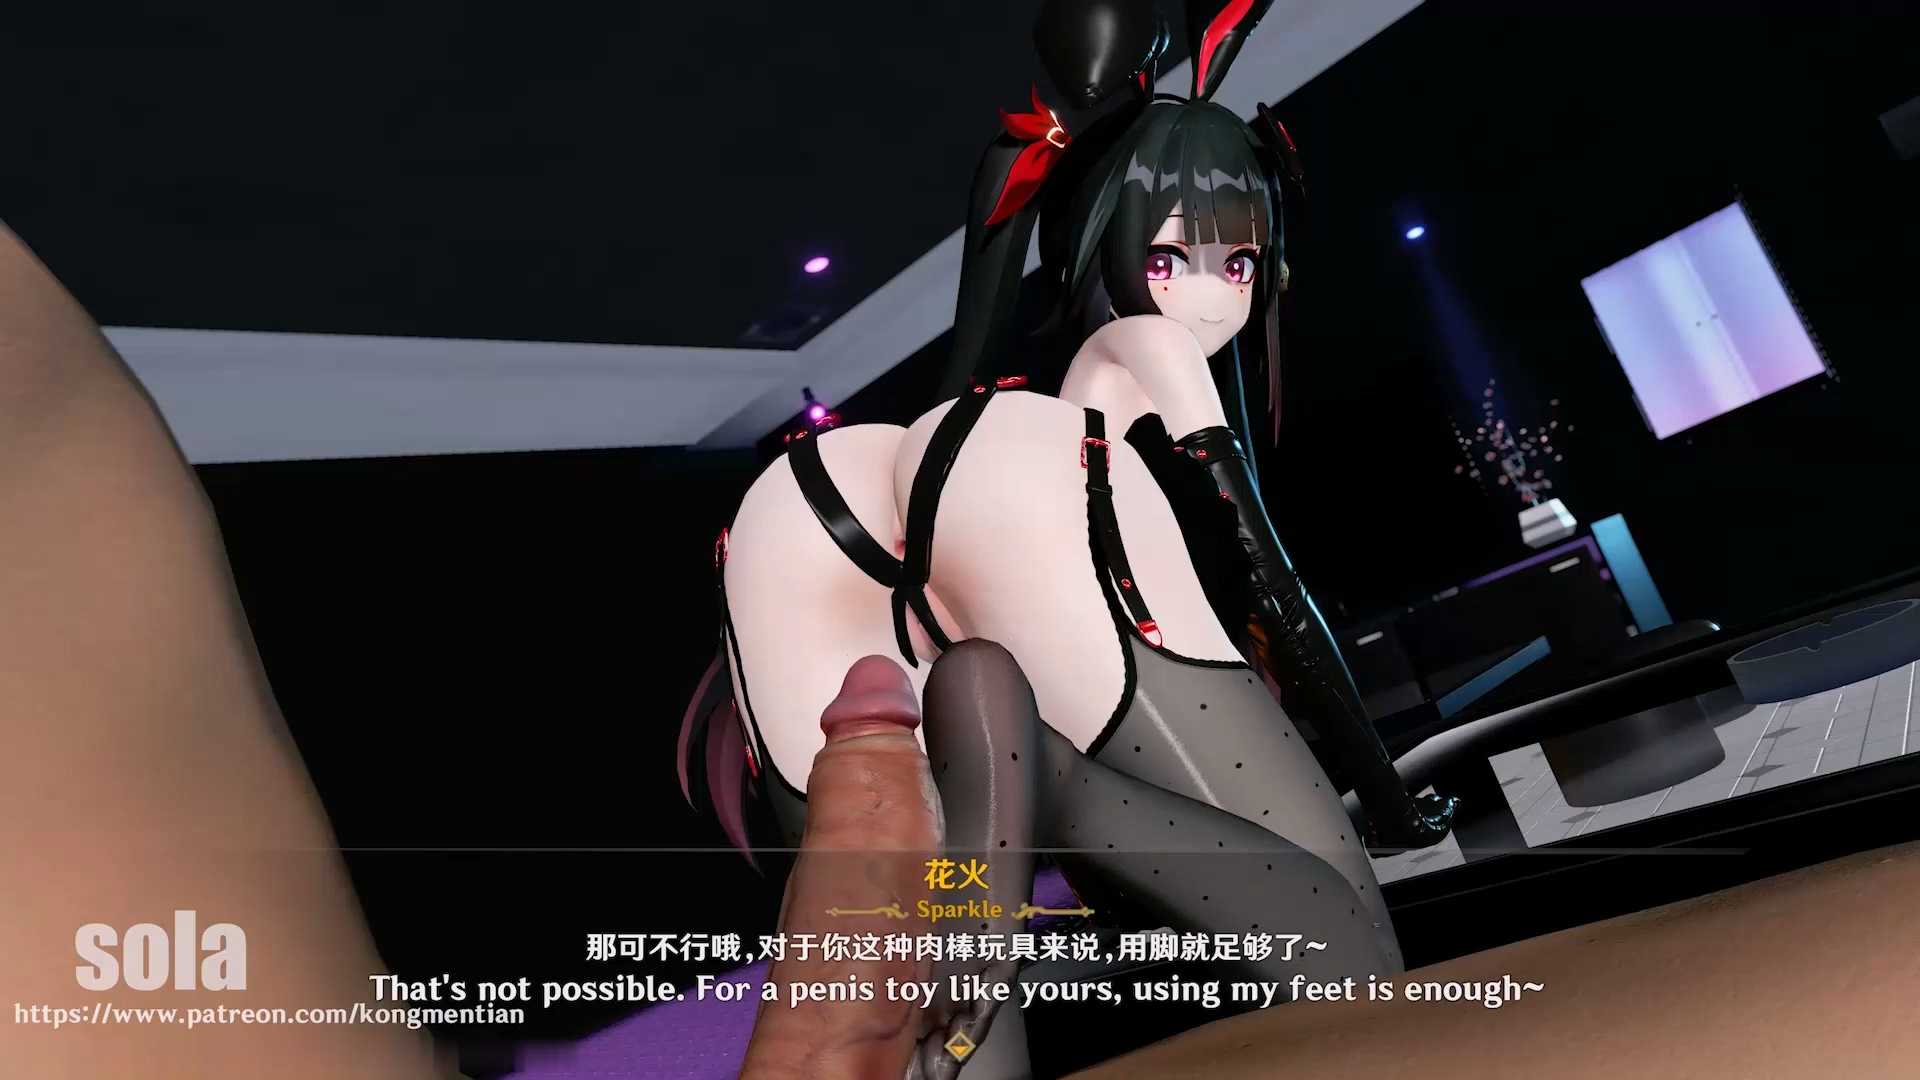 花火
Sparkle
那可不行哦,对于你这种肉棒玩具来说,用脚就足够了~
That's not possible. For a penis toy like yours, using my feet is enough~
sola
https://www.patreon.com/kongmentian